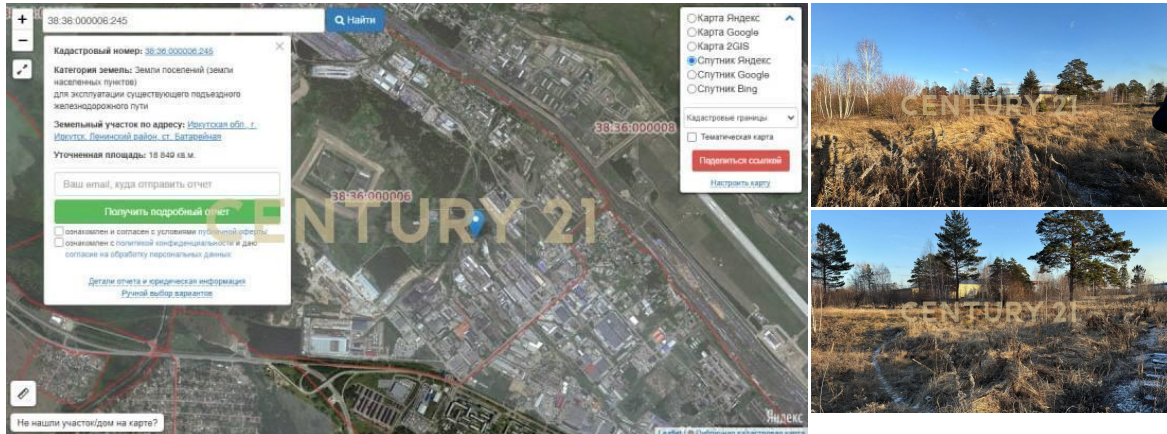 +
−
38:36:000006:245
Найти
Кадастровый номер: 38:36:000006:245
Категория земель: Земли поселений (земли
населенных пунктов)
для эксплуатации существующего подъездного
железнодорожного пути
Земельный участок по адресу: Иркутская обл., г.
Иркутск, Ленинский район, ст. Батарейная
Уточненная площадь: 18 849 кв.м.
Ваш email, куда отправить отчет
Получить подробный отчет
ознакомлен и согласен с условиями публичной оферты
ознакомлен с политикой конфиденциальности и даю
согласие на обработку персональных данных
Детали отчета и юридическая информация
Ручной выбор вариантов
Не нашли участок/дом на карте?
38:36:000006
38:36:000008
CENTURY 21
Карта Яндекс
Карта Google
Карта 2GIS
Спутник Яндекс
Спутник Google
Спутник Bing
Кадастровые границы
Тематическая карта
Поделиться ссылкой
Настроить карту
Яндекс
Leaflet | © Публичная кадастровая карта
CENTURY 21
CENTURY 21